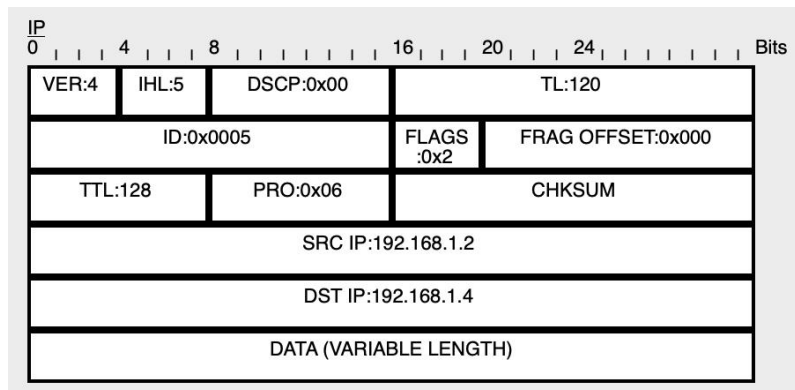 IP
0 4 8 16 20 24 Bits
VER:4 IHL:5 DSCP:0x00 TL:120
ID:0x0005 FLAGS :0x2 FRAG OFFSET:0x000
TTL:128 PRO:0x06 CHKSUM
SRC IP:192.168.1.2
DST IP:192.168.1.4
DATA (VARIABLE LENGTH)